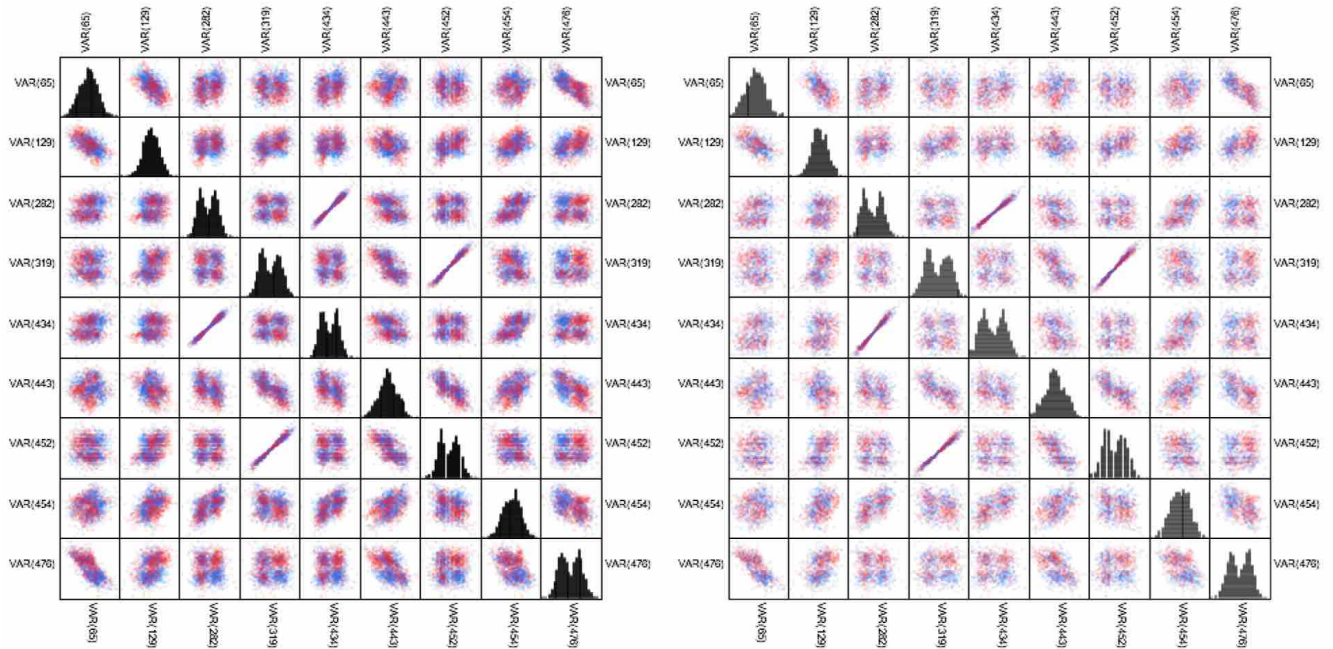 VAR(65) VAR(129) VAR(282) VAR(319) VAR(434) VAR(443) VAR(452) VAR(454) VAR(476)
VAR(65) VAR(65)
VAR(129) VAR(129)
VAR(282) VAR(282)
VAR(319) VAR(319)
VAR(434) VAR(434)
VAR(443) VAR(443)
VAR(452) VAR(452)
VAR(454) VAR(454)
VAR(476) VAR(476)
VAR(65) VAR(129) VAR(282) VAR(319) VAR(434) VAR(443) VAR(452) VAR(454) VAR(476)
VAR(65) VAR(129) VAR(282) VAR(319) VAR(434) VAR(443) VAR(452) VAR(454) VAR(476)
VAR(65) VAR(65)
VAR(129) VAR(129)
VAR(282) VAR(282)
VAR(319) VAR(319)
VAR(434) VAR(434)
VAR(443) VAR(443)
VAR(452) VAR(452)
VAR(454) VAR(454)
VAR(476) VAR(476)
VAR(65) VAR(129) VAR(282) VAR(319) VAR(434) VAR(443) VAR(452) VAR(454) VAR(476)